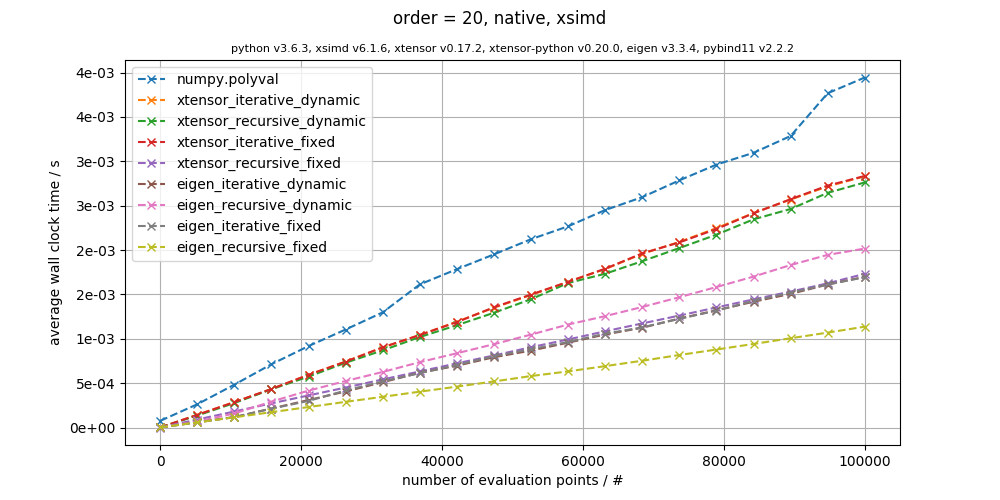 order = 20, native, xsimd
python v3.6.3, xsimd v6.1.6, xtensor v0.17.2, xtensor-python v0.20.0, eigen v3.3.4, pybind11 v2.2.2
numpy.polyval
xtensor_iterative_dynamic
xtensor_recursive_dynamic
xtensor_iterative_fixed
xtensor_recursive_fixed
eigen_iterative_dynamic
eigen_recursive_dynamic
eigen_iterative_fixed
eigen_recursive_fixed
average wall clock time / s
4e-03
4e-03
3e-03
3e-03
2e-03
2e-03
1e-03
5e-04
0e+00
0 20000 40000 60000 80000 100000
number of evaluation points / #